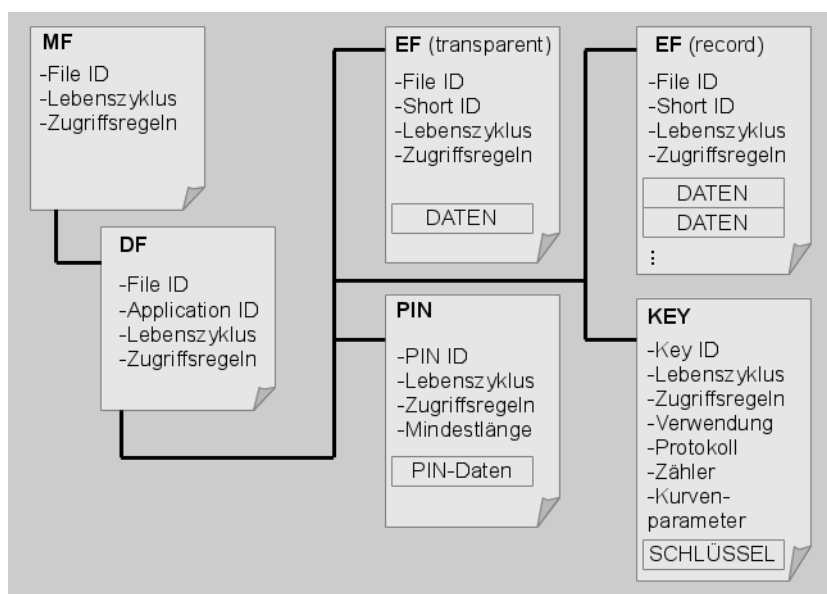 MF
-File ID
-Lebenszyklus
-Zugriffsregeln
DF
-File ID
-Application ID
-Lebenszyklus
-Zugriffsregeln
EF (transparent)
-File ID
-Short ID
-Lebenszyklus
-Zugriffsregeln
DATEN
PIN
-PIN ID
-Lebenszyklus
-Zugriffsregeln
-Mindestlänge
PIN-Daten
EF (record)
-File ID
-Short ID
-Lebenszyklus
-Zugriffsregeln
DATEN
DATEN
⋮
KEY
-Key ID
-Lebenszyklus
-Zugriffsregeln
-Verwendung
-Protokoll
-Zähler
-Kurven-
parameter
SCHLÜSSEL